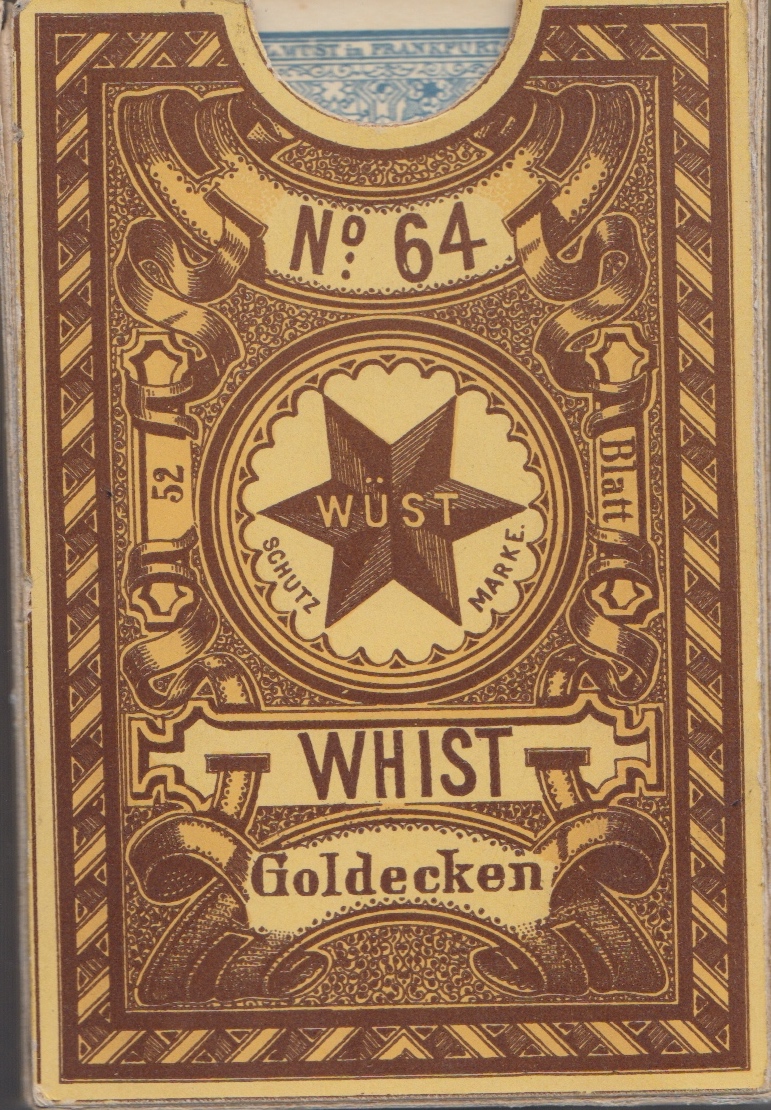 WÜST in FRANKFURT
Nº 64
52
Blatt
WÜST
SCHUTZ
MARKE.
WHIST
Goldecken